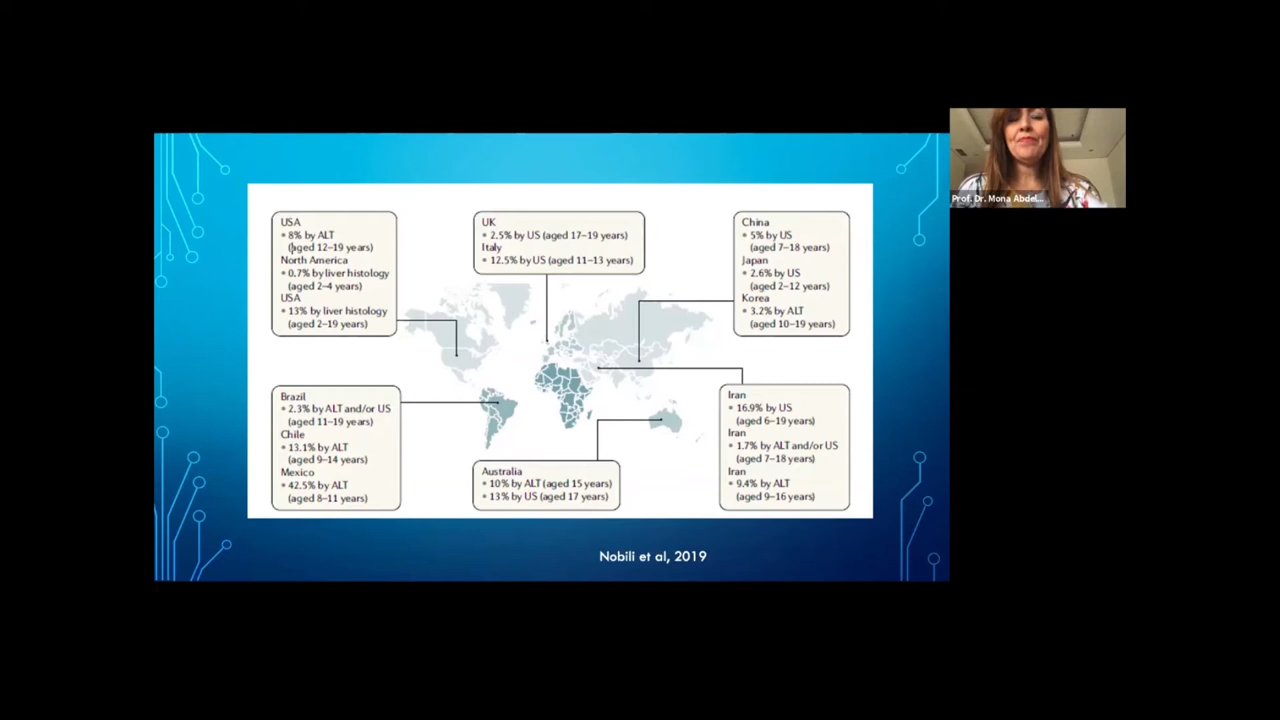 USA
• 8% by ALT
(aged 12–19 years)
North America
• 0.7% by liver histology
(aged 2–4 years)
USA
• 13% by liver histology
(aged 2–19 years)
UK
• 2.5% by US (aged 17–19 years)
Italy
• 12.5% by US (aged 11–13 years)
China
• 5% by US
(aged 7–18 years)
Japan
• 2.6% by US
(aged 2–12 years)
Korea
• 3.2% by ALT
(aged 10–19 years)
Brazil
• 2.3% by ALT and/or US
(aged 11–19 years)
Chile
• 13.1% by ALT
(aged 9–14 years)
Mexico
• 42.5% by ALT
(aged 8–11 years)
Australia
• 10% by ALT (aged 15 years)
• 13% by US (aged 17 years)
Iran
• 16.9% by US
(aged 6–19 years)
Iran
• 1.7% by ALT and/or US
(aged 7–18 years)
Iran
• 9.4% by ALT
(aged 9–16 years)
Nobili et al, 2019
Prof. Dr. Mona Abdel...